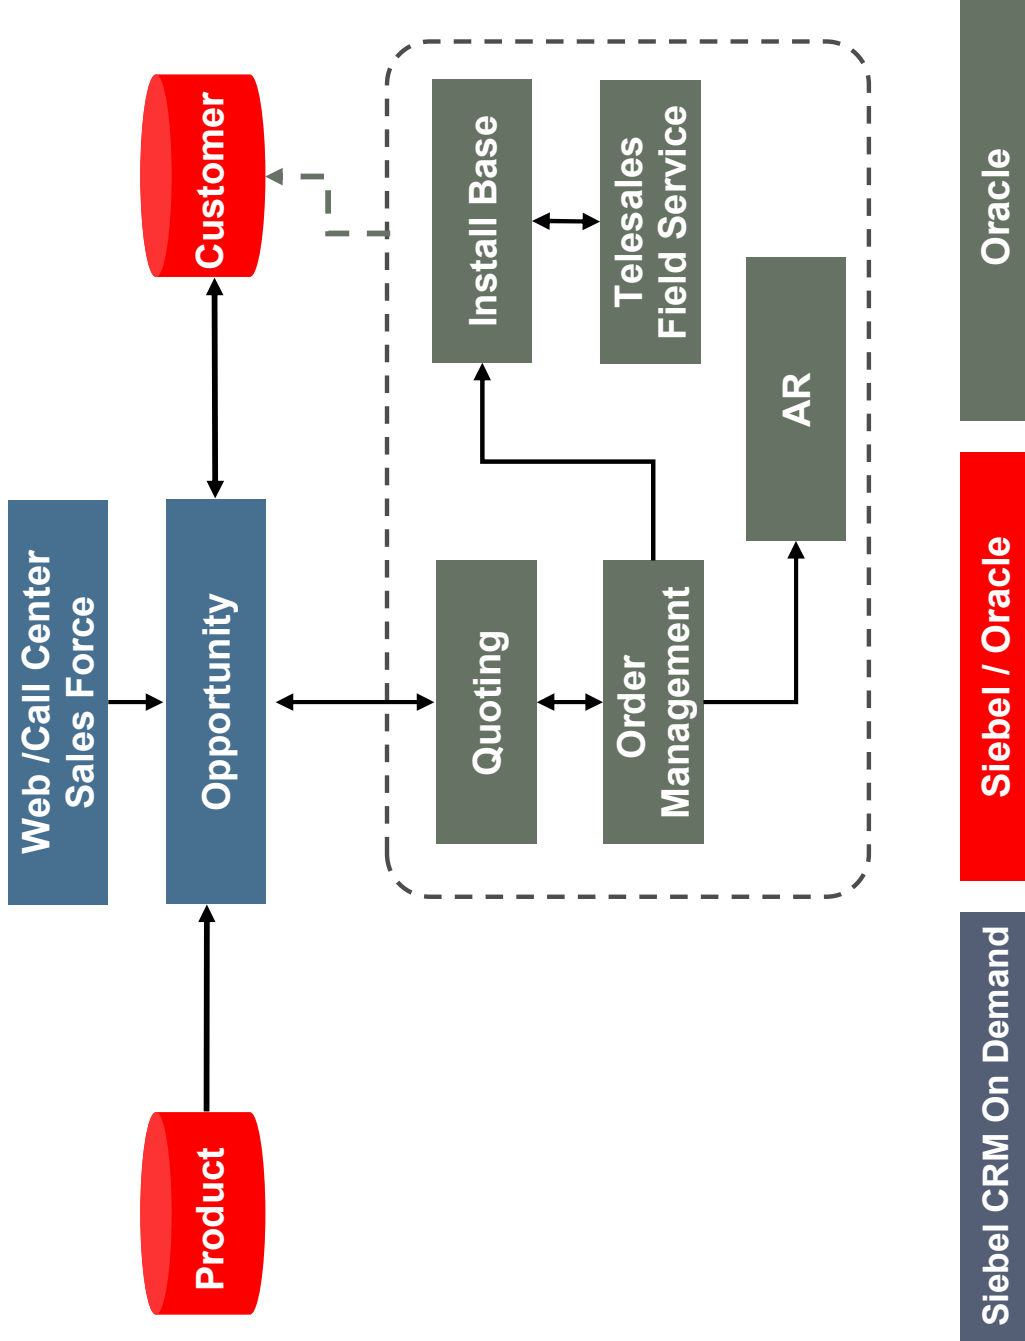 Web /Call Center
Sales Force
Product
Opportunity
Customer
Quoting
Install Base
Order
Management
Telesales
Field Service
AR
Siebel CRM On Demand
Siebel / Oracle
Oracle